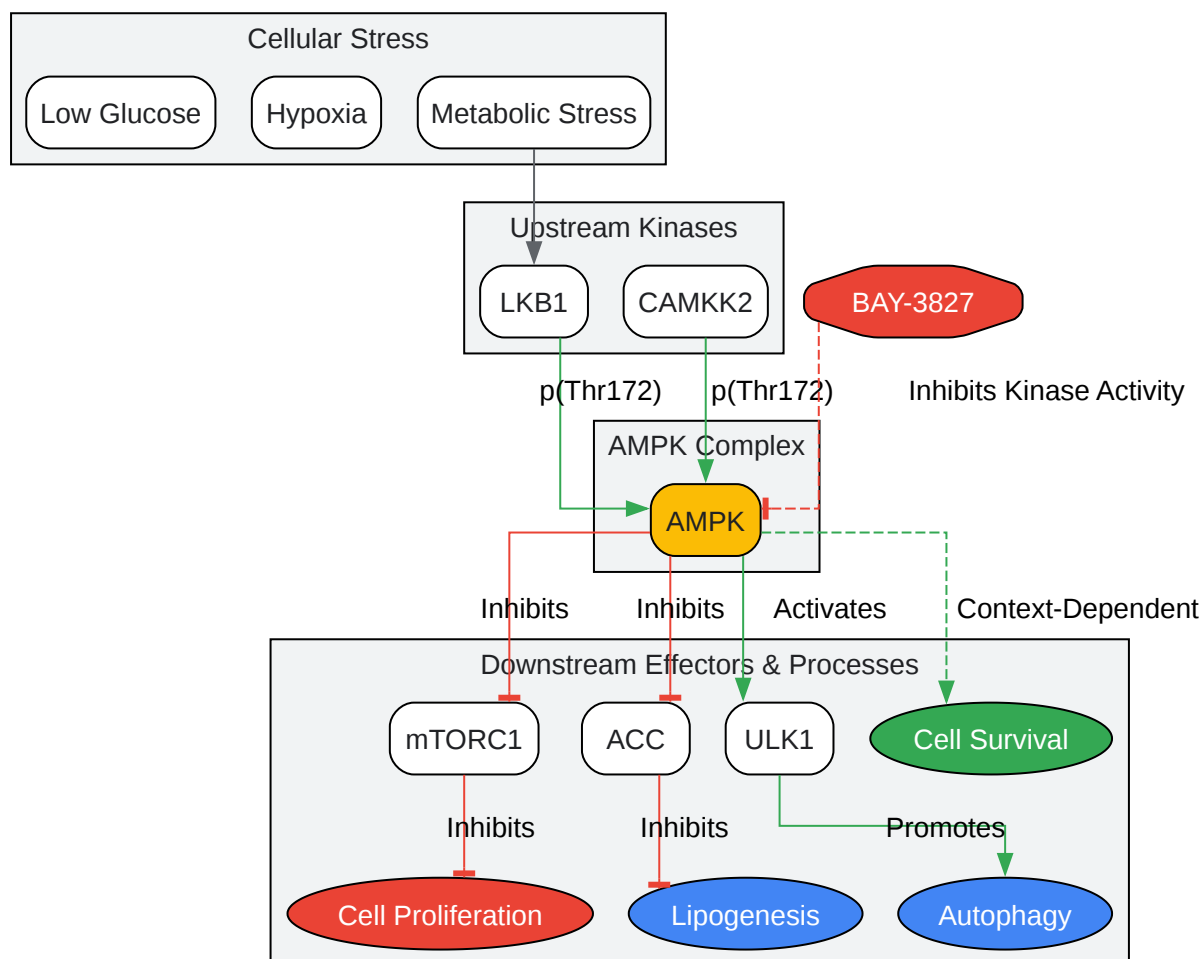 Cellular Stress
Low Glucose
Hypoxia
Metabolic Stress
Upstream Kinases
LKB1
CAMKK2
BAY-3827
p(Thr172)
p(Thr172)
Inhibits Kinase Activity
AMPK Complex
AMPK
Inhibits
Inhibits
Activates
Context-Dependent
Downstream Effectors & Processes
mTORC1
ACC
ULK1
Cell Survival
Inhibits
Inhibits
Promotes
Cell Proliferation
Lipogenesis
Autophagy